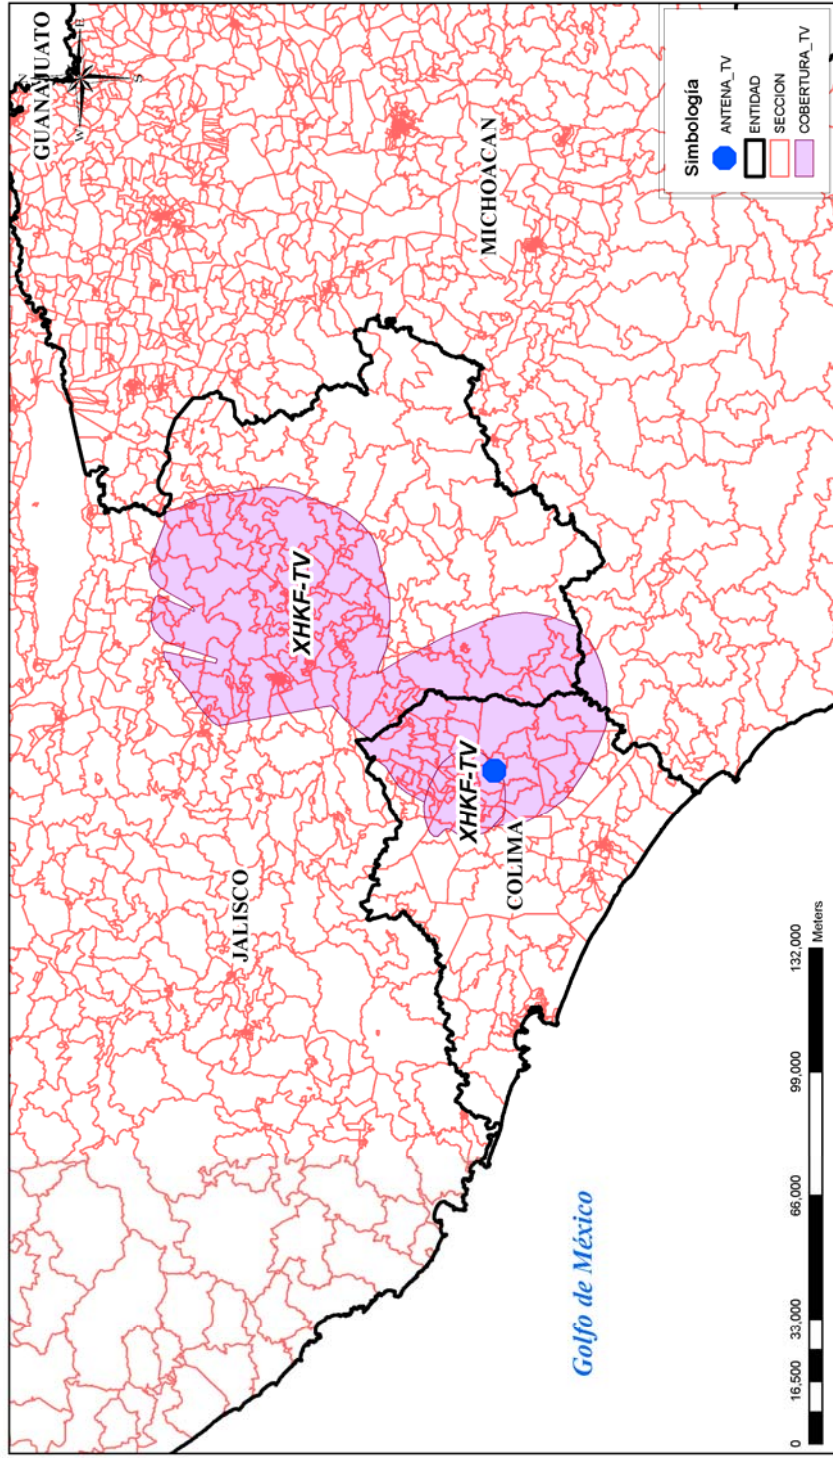 GUANAJUATO
N
E
W
S
MICHOACAN
JALISCO
XHKF-TV
XHKF-TV
COLIMA
Golfo de México
Simbología
ANTENA_TV
ENTIDAD
SECCION
COBERTURA_TV
0 16,500 33,000 66,000 99,000 132,000
Meters